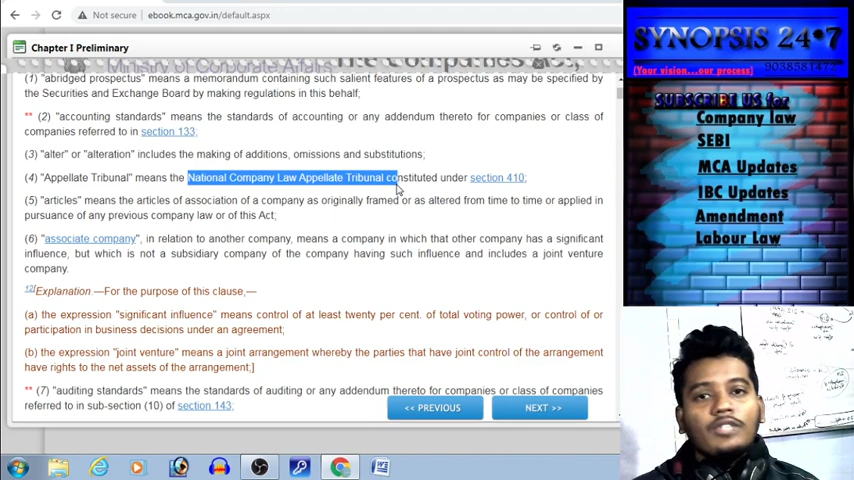 Not secure | ebook.mca.gov.in/default.aspx
Chapter I Preliminary
Ministry of Corporate Affairs
The Companies Act,
(1) "abridged prospectus" means a memorandum containing such salient features of a prospectus as may be specified by
the Securities and Exchange Board by making regulations in this behalf;
** (2) "accounting standards" means the standards of accounting or any addendum thereto for companies or class of
companies referred to in section 133;
(3) "alter" or "alteration" includes the making of additions, omissions and substitutions;
(4) "Appellate Tribunal" means the National Company Law Appellate Tribunal constituted under section 410;
(5) "articles" means the articles of association of a company as originally framed or as altered from time to time or applied in
pursuance of any previous company law or of this Act;
(6) "associate company", in relation to another company, means a company in which that other company has a significant
influence, but which is not a subsidiary company of the company having such influence and includes a joint venture
company.
12[Explanation.—For the purpose of this clause,—
(a) the expression "significant influence" means control of at least twenty per cent. of total voting power, or control of or
participation in business decisions under an agreement;
(b) the expression "joint venture" means a joint arrangement whereby the parties that have joint control of the arrangement
have rights to the net assets of the arrangement;]
** (7) "auditing standards" means the standards of auditing or any addendum thereto for companies or class of companies
referred to in sub-section (10) of section 143;
<< PREVIOUS
NEXT >>
SYNOPSIS 24*7
(Your vision...our process)
9038581477
SUBSCRIBE US for
Company law
SEBI
MCA Updates
IBC Updates
Amendment
Labour Law